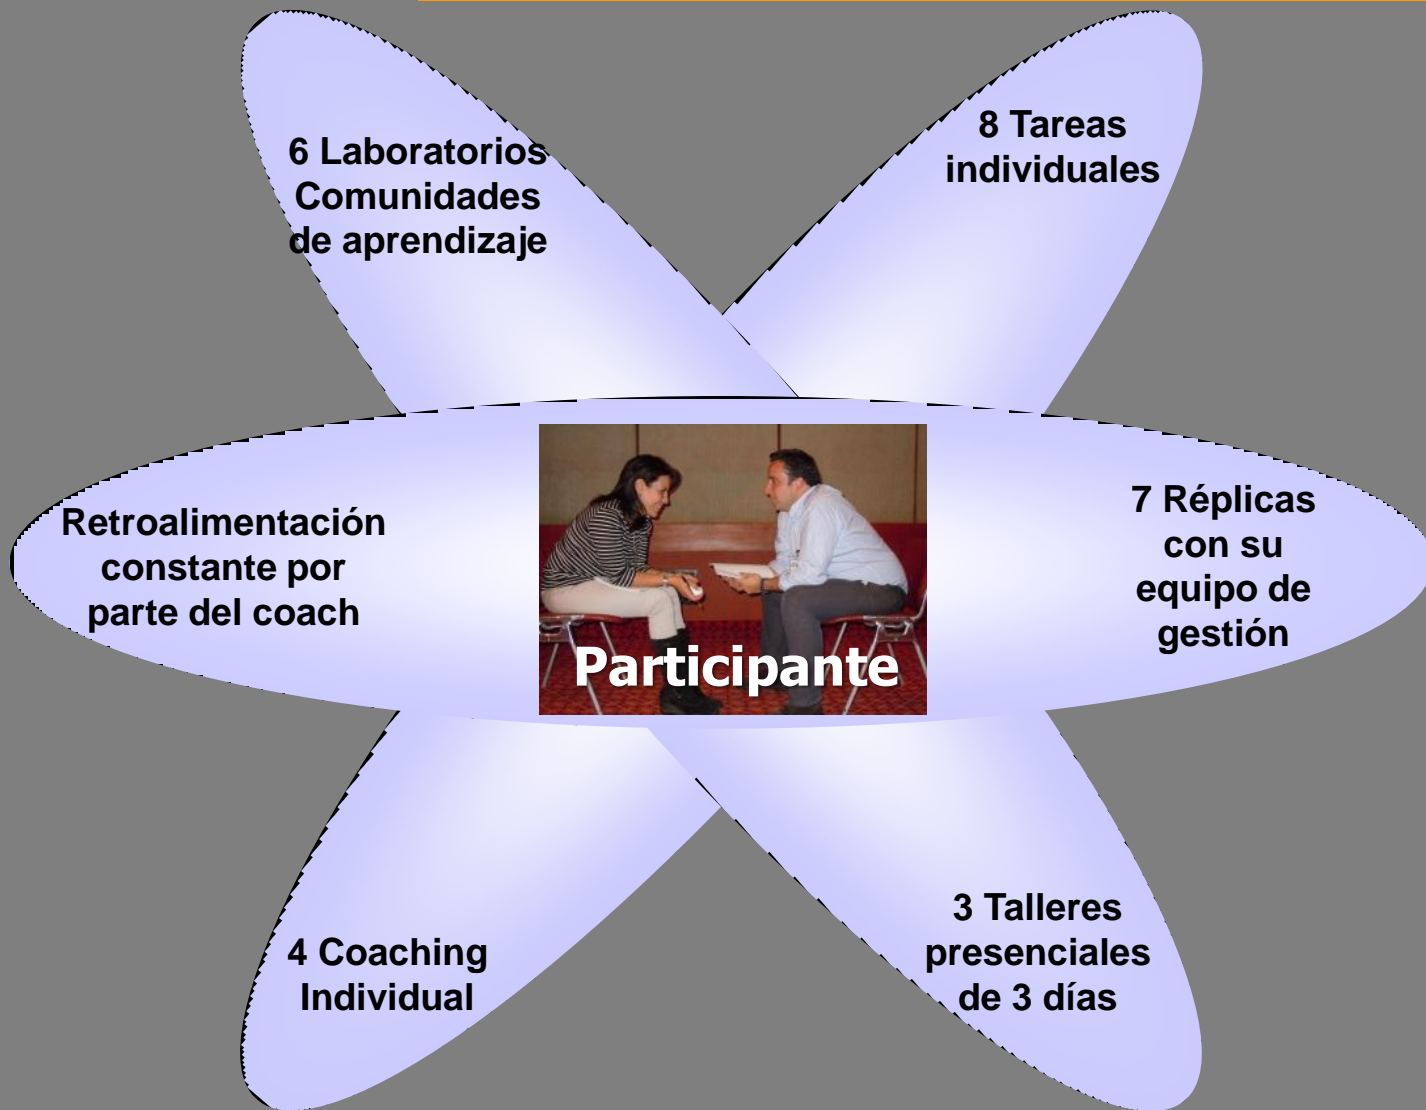 6 Laboratorios
Comunidades
de aprendizaje
8 Tareas
individuales
Retroalimentación
constante por
parte del coach
Participante
7 Réplicas
con su
equipo de
gestión
4 Coaching
Individual
3 Talleres
presenciales
de 3 días